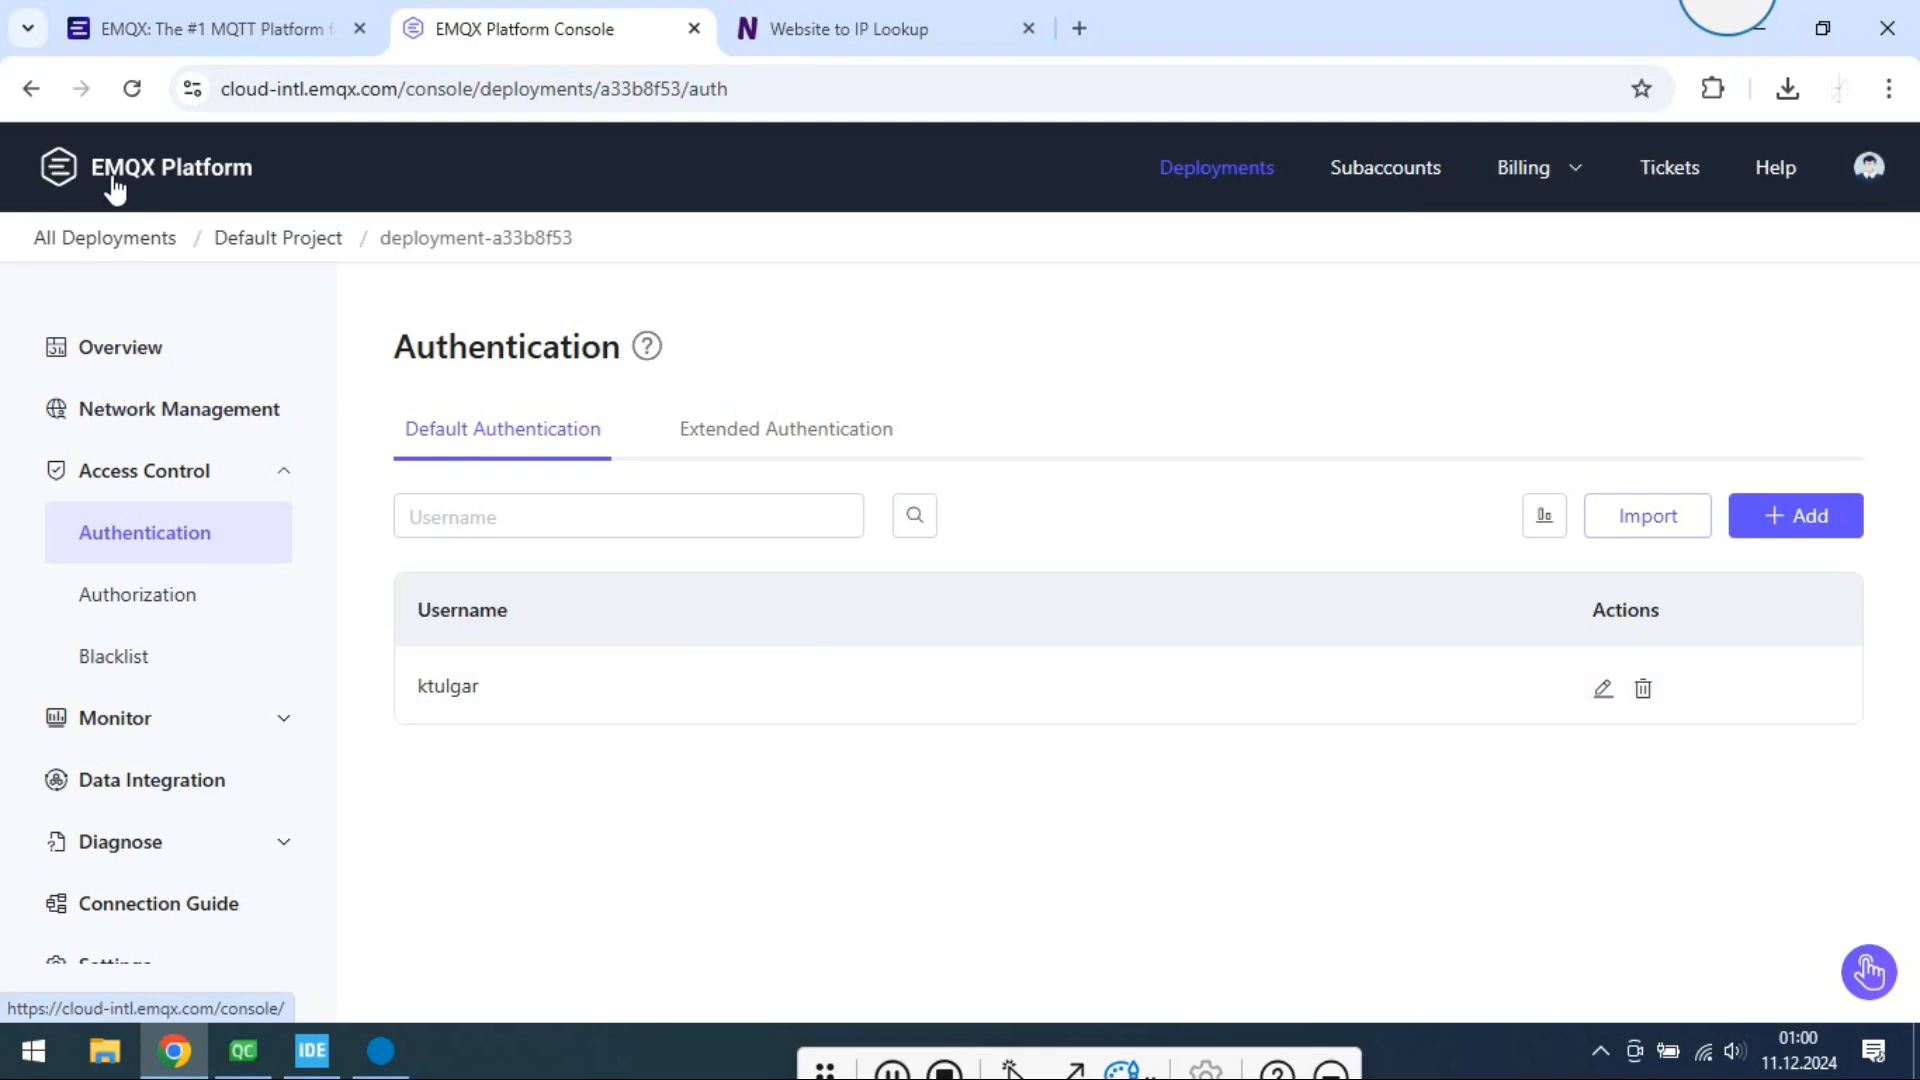 EMQX: The #1 MQTT Platform f
EMQX Platform Console
Website to IP Lookup
cloud-intl.emqx.com/console/deployments/a33b8f53/auth
EMQX Platform
Deployments
Subaccounts
Billing
Tickets
Help
All Deployments / Default Project / deployment-a33b8f53
Overview
Network Management
Access Control
Authentication
Authorization
Blacklist
Monitor
Data Integration
Diagnose
Connection Guide
Settings
Authentication
Default Authentication
Extended Authentication
Username
Import
+ Add
Username
Actions
ktulgar
https://cloud-intl.emqx.com/console/
QC
IDE
01:00
11.12.2024